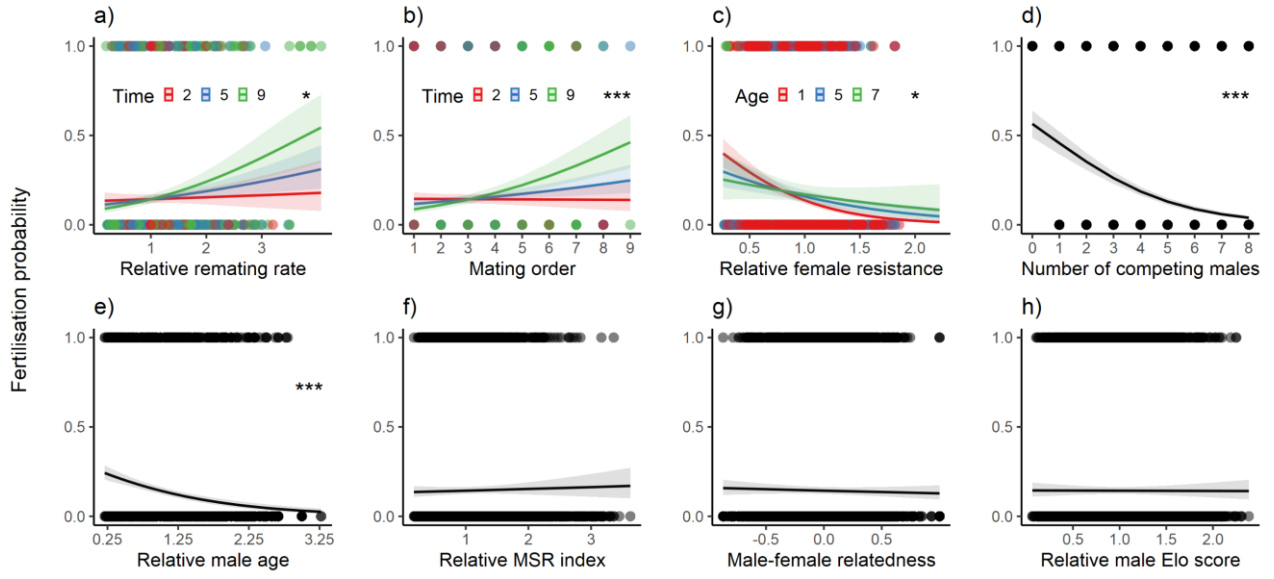 Fertilisation probability
a)
1.0
0.5
0.0
Time 2 5 9 *
1 2 3
Relative remating rate
b)
1.0
0.5
0.0
Time 2 5 9 ***
1 2 3 4 5 6 7 8 9
Mating order
c)
1.0
0.5
0.0
Age 1 5 7 *
0.5 1.0 1.5 2.0
Relative female resistance
d)
1.0
0.5
0.0
***
0 1 2 3 4 5 6 7 8
Number of competing males
e)
1.0
0.5
0.0
***
0.25 1.25 2.25 3.25
Relative male age
f)
1.0
0.5
0.0
1 2 3
Relative MSR index
g)
1.0
0.5
0.0
-0.5 0.0 0.5
Male-female relatedness
h)
1.0
0.5
0.0
0.5 1.0 1.5 2.0
Relative male Elo score